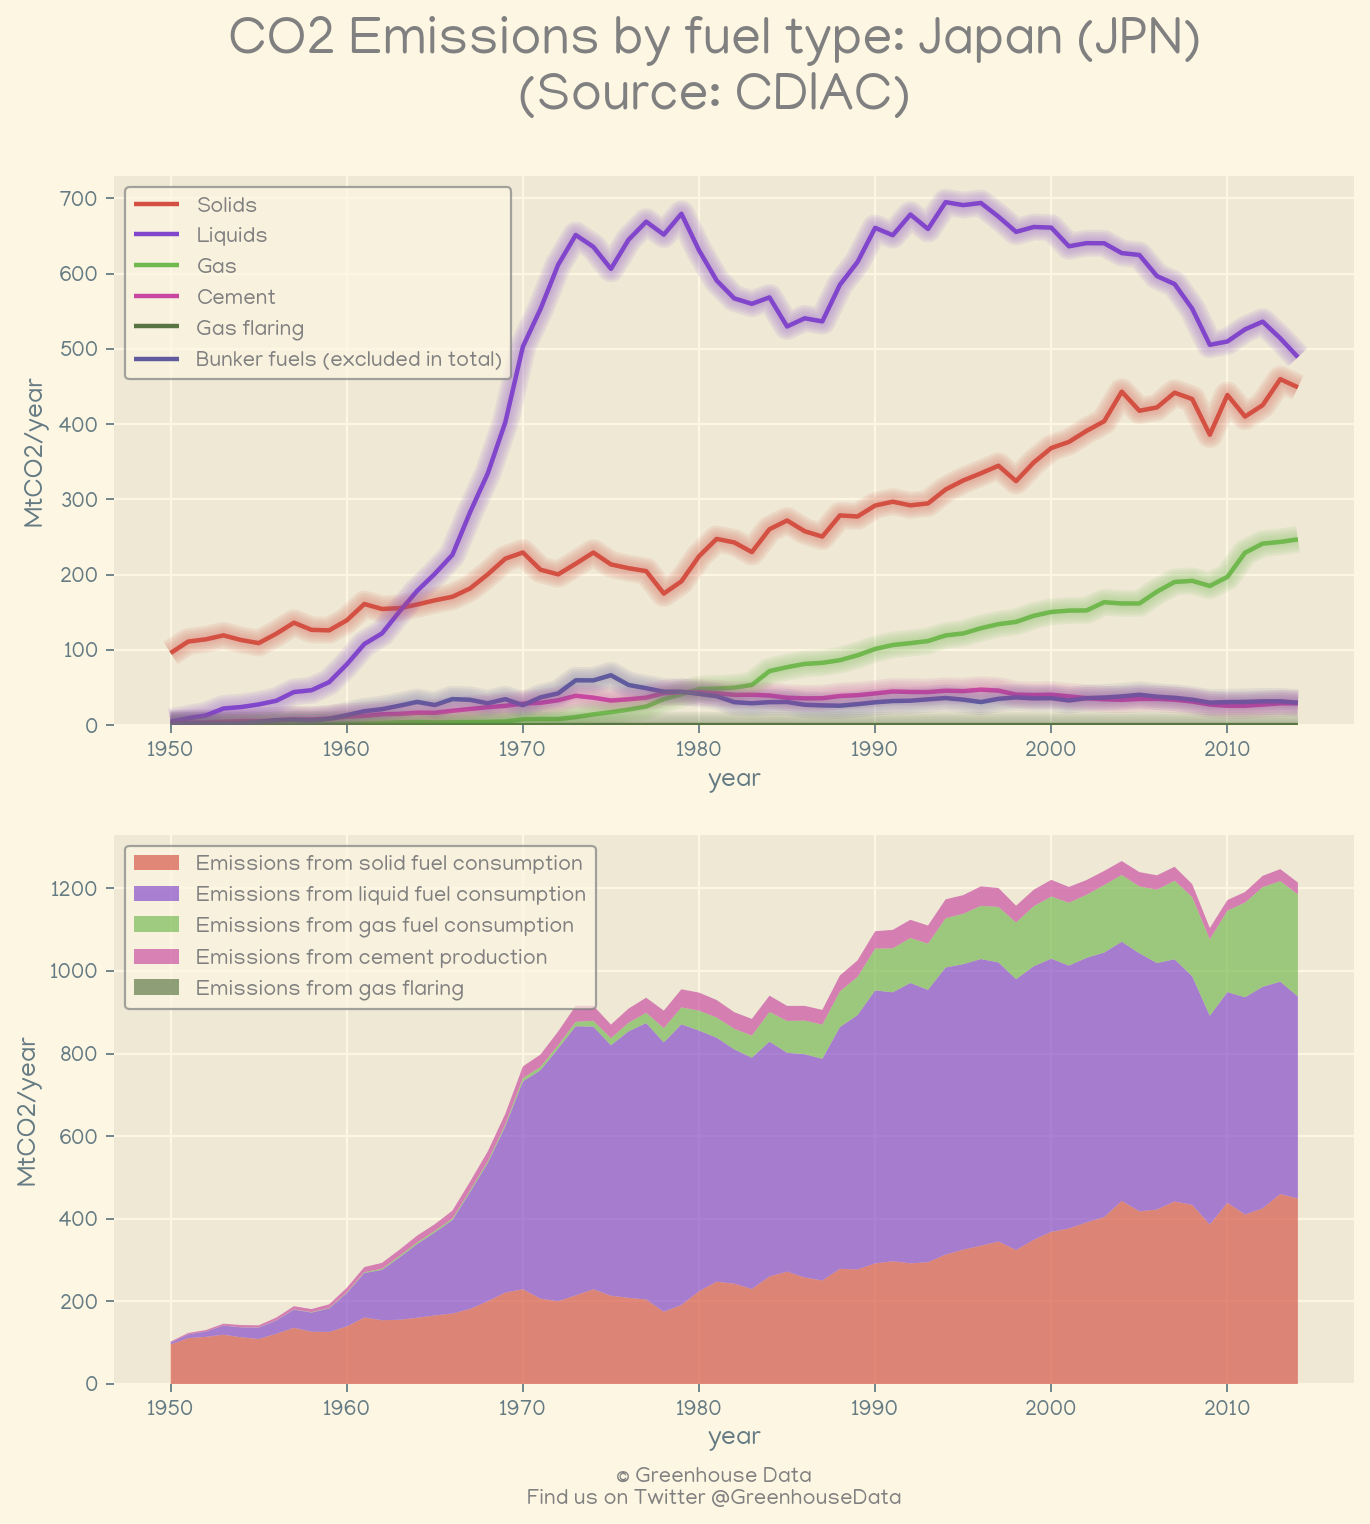 CO2 Emissions by fuel type: Japan (JPN)
(Source: CDIAC)
Solids
Liquids
Gas
Cement
Gas flaring
Bunker fuels (excluded in total)
MtCO2/year
700
600
500
400
300
200
100
0
1950 1960 1970 1980 1990 2000 2010
year
Emissions from solid fuel consumption
Emissions from liquid fuel consumption
Emissions from gas fuel consumption
Emissions from cement production
Emissions from gas flaring
MtCO2/year
1200
1000
800
600
400
200
0
1950 1960 1970 1980 1990 2000 2010
year
© Greenhouse Data
Find us on Twitter @GreenhouseData